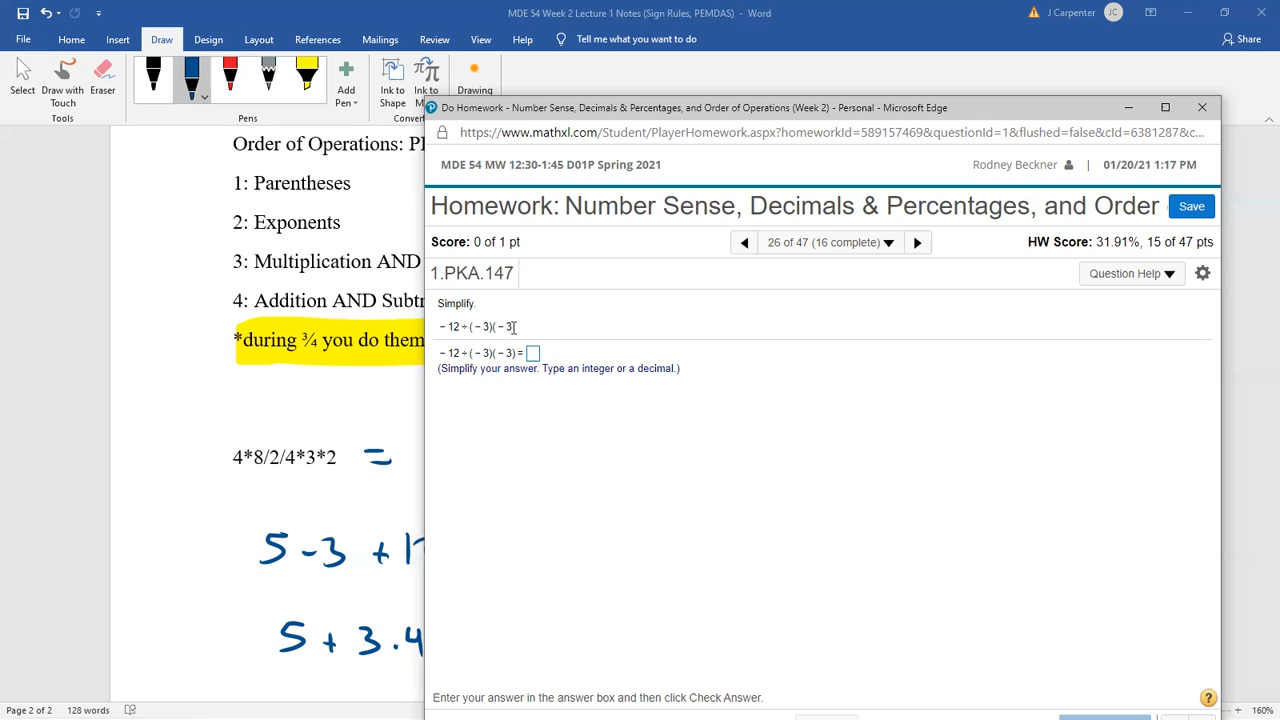 MDE 54 Week 2 Lecture 1 Notes (Sign Rules, PEMDAS) - Word
J Carpenter JC
File Home Insert Draw Design Layout References Mailings Review View Help Tell me what you want to do Share
Select Draw with Touch Eraser Add Pen Ink to Shape Ink to M Drawing
Tools Pens Convert
Order of Operations: P
1: Parentheses
2: Exponents
3: Multiplication AND
4: Addition AND Subtr
*during ¾ you do them
4*8/2/4*3*2 =
5 - 3 + 1
5 + 3 . 4
Do Homework - Number Sense, Decimals & Percentages, and Order of Operations (Week 2) - Personal - Microsoft Edge
https://www.mathxl.com/Student/PlayerHomework.aspx?homeworkId=589157469&questionId=1&flushed=false&cId=6381287&c...
MDE 54 MW 12:30-1:45 D01P Spring 2021
Rodney Beckner | 01/20/21 1:17 PM
Homework: Number Sense, Decimals & Percentages, and Order
Save
Score: 0 of 1 pt
26 of 47 (16 complete)
HW Score: 31.91%, 15 of 47 pts
1.PKA.147
Question Help
Simplify.
− 12 ÷ ( − 3)( − 3)
− 12 ÷ ( − 3)( − 3) =
(Simplify your answer. Type an integer or a decimal.)
Enter your answer in the answer box and then click Check Answer.
?
Page 2 of 2 128 words
160%